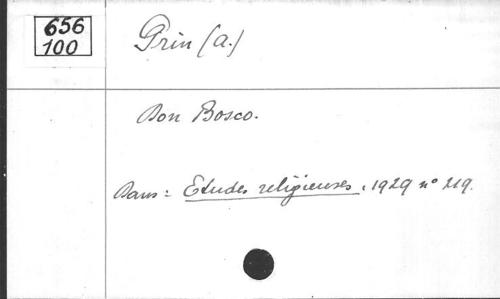 656
100
Prin (A.)
Don Bosco.
Dans = Etudes religieuses, 1929 n° 219.